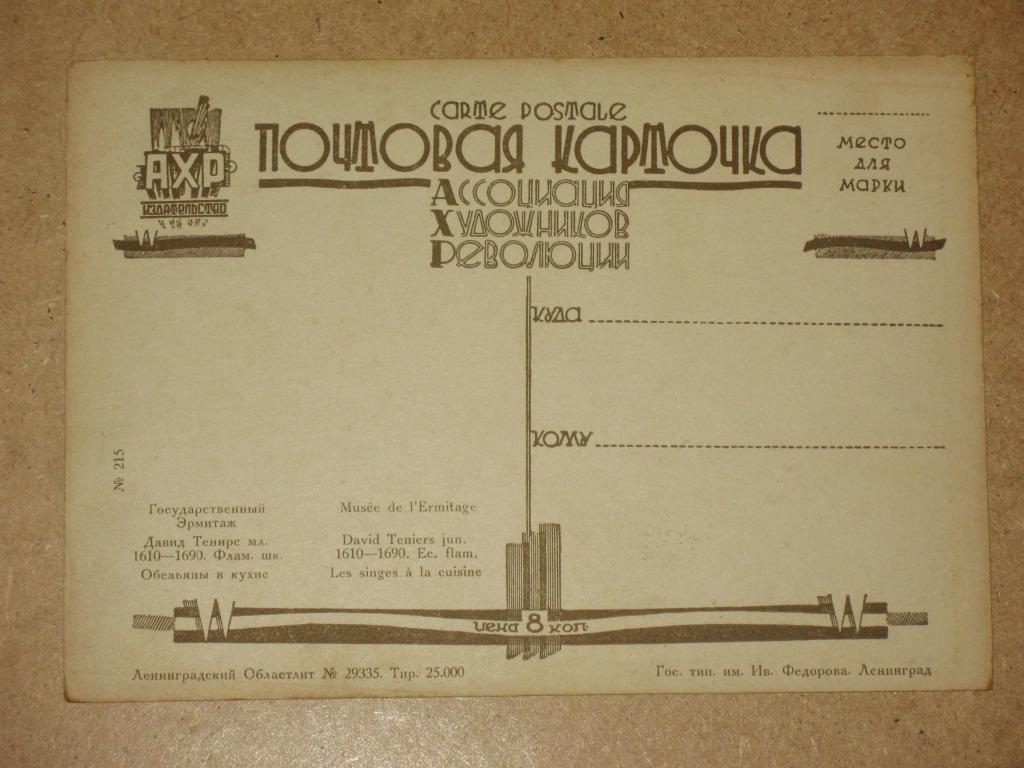 CARTE POSTALE
ПОЧТОВАЯ КАРТОЧКА
АССОЦИАЦИЯ
ХУДОЖНИКОВ
РЕВОЛЮЦИИ
АХР
ИЗДАТЕЛЬСТВО
МЕСТО
ДЛЯ
МАРКИ
КУДА
КОМУ
№ 215
Государственный
Эрмитаж
Давид Тенирс мл.
1610—1690. Флам. шк.
Обезьяны в кухне
Musée de l'Ermitage
David Teniers jun.
1610—1690. Ec. flam.
Les singes à la cuisine
цена 8 коп.
Ленинградский Областлит № 29335. Тир. 25.000
Гос. тип. им. Ив. Федорова. Ленинград